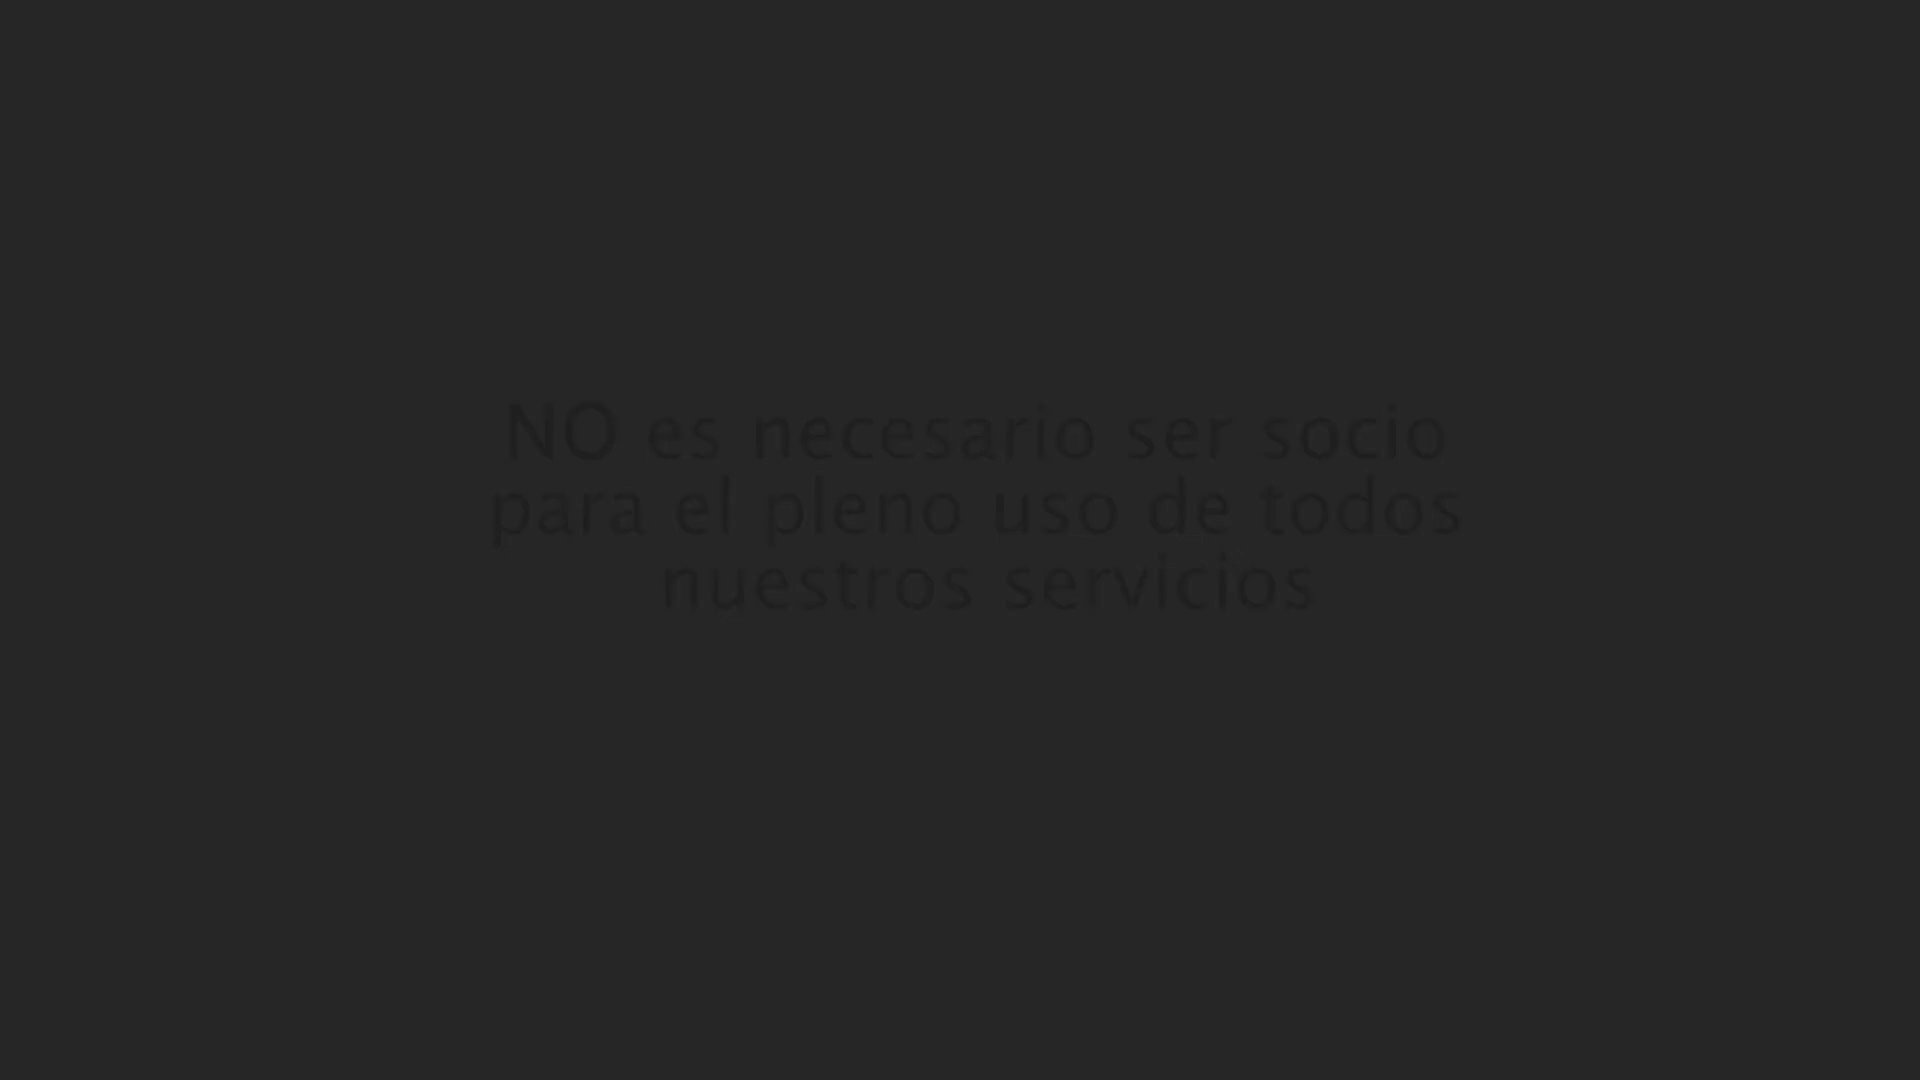 NO es necesario ser socio
para el pleno uso de todos
nuestros servicios